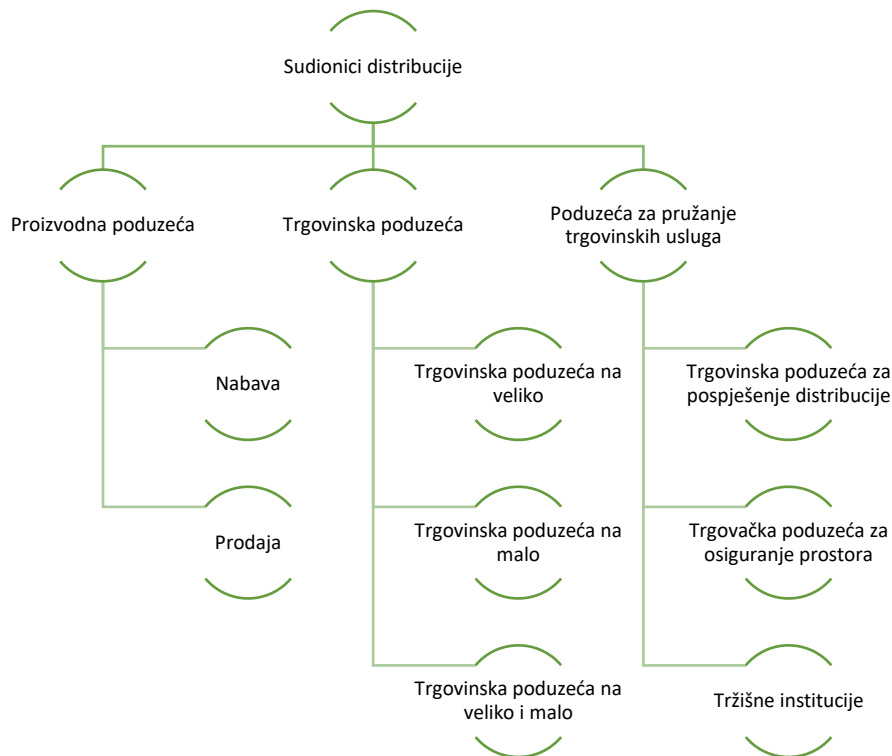 Sudionici distribucije
Proizvodna poduzeća
Trgovinska poduzeća
Poduzeća za pružanje
trgovinskih usluga
Nabava
Prodaja
Trgovinska poduzeća na
veliko
Trgovinska poduzeća na
malo
Trgovinska poduzeća na
veliko i malo
Trgovinska poduzeća za
pospješenje distribucije
Trgovačka poduzeća za
osiguranje prostora
Tržišne institucije